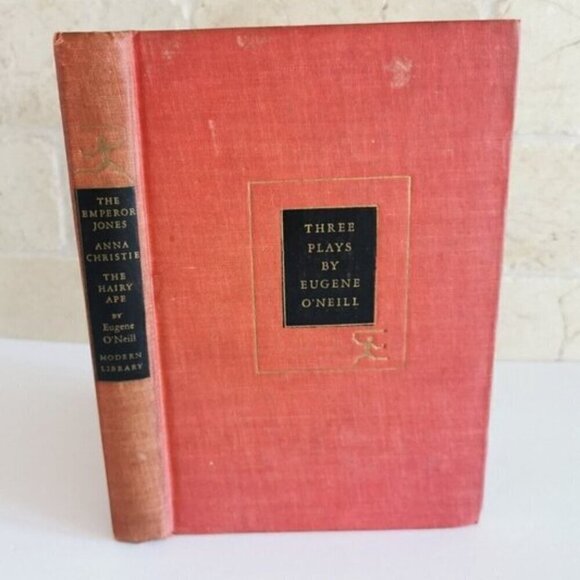 THE
EMPEROR
JONES
ANNA
CHRISTIE
THE
HAIRY
APE
BY
Eugene
O'Neill
MODERN
LIBRARY
THREE
PLAYS
BY
EUGENE
O'NEILL